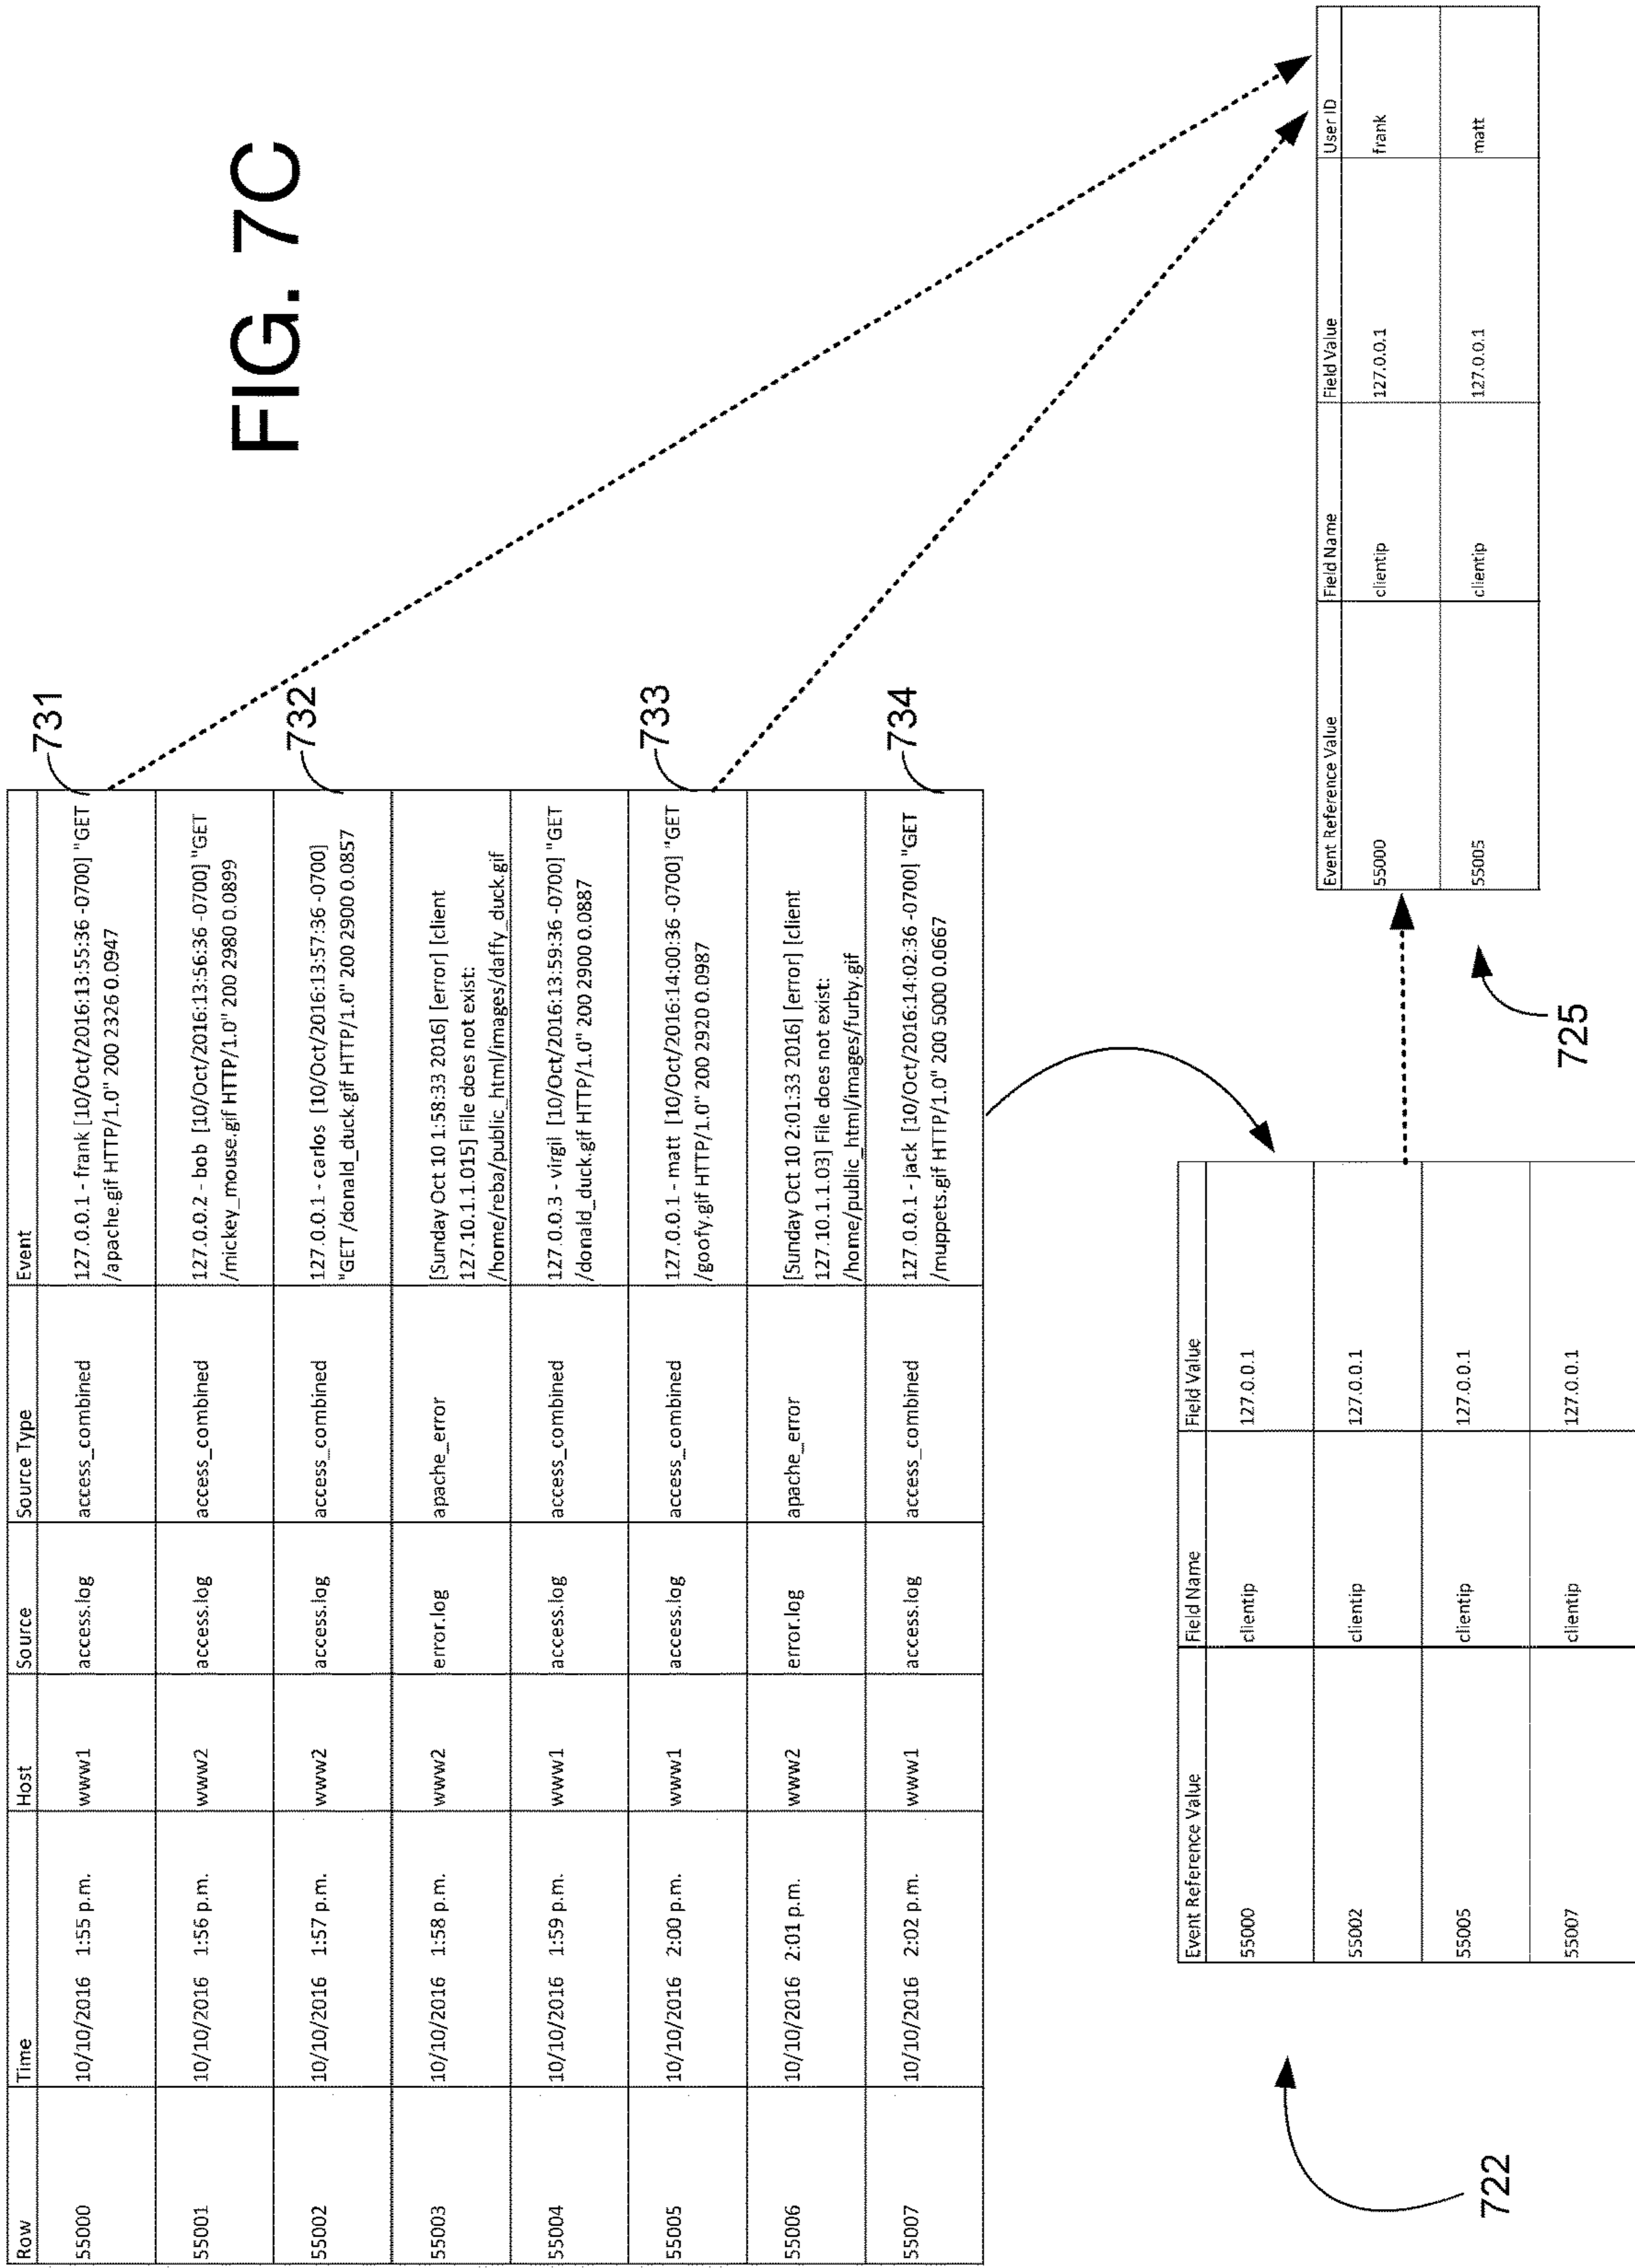 FIG. 7C
Row Time Host Source Source Type Event
55000 10/10/2016 1:55 p.m. www1 access.log access_combined 127.0.0.1 - frank [10/Oct/2016:13:55:36 -0700] "GET
/apache.gif HTTP/1.0" 200 2326 0.0947
731
55001 10/10/2016 1:56 p.m. www2 access.log access_combined 127.0.0.2 - bob [10/Oct/2016:13:56:36 -0700] "GET
/mickey_mouse.gif HTTP/1.0" 200 2980 0.0899
55002 10/10/2016 1:57 p.m. www2 access.log access_combined 127.0.0.1 - carlos [10/Oct/2016:13:57:36 -0700]
"GET /donald_duck.gif HTTP/1.0" 200 2900 0.0857
732
55003 10/10/2016 1:58 p.m. www2 error.log apache_error [Sunday Oct 10 1:58:33 2016] [error] [client
127.10.1.1.015] File does not exist:
/home/reba/public_html/images/daffy_duck.gif
55004 10/10/2016 1:59 p.m. www1 access.log access_combined 127.0.0.3 - virgil [10/Oct/2016:13:59:36 -0700] "GET
/donald_duck.gif HTTP/1.0" 200 2900 0.0887
55005 10/10/2016 2:00 p.m. www1 access.log access_combined 127.0.0.1 - matt [10/Oct/2016:14:00:36 -0700] "GET
/goofy.gif HTTP/1.0" 200 2920 0.0987
733
55006 10/10/2016 2:01 p.m. www2 error.log apache_error [Sunday Oct 10 2:01:33 2016] [error] [client
127.10.1.1.03] File does not exist:
/home/public_html/images/furby.gif
55007 10/10/2016 2:02 p.m. www1 access.log access_combined 127.0.0.1 - jack [10/Oct/2016:14:02:36 -0700] "GET
/muppets.gif HTTP/1.0" 200 5000 0.0667
734
Event Reference Value Field Name Field Value
55000 clientip 127.0.0.1
55002 clientip 127.0.0.1
55005 clientip 127.0.0.1
55007 clientip 127.0.0.1
722
Event Reference Value Field Name Field Value User ID
55000 clientip 127.0.0.1 frank
55005 clientip 127.0.0.1 matt
725